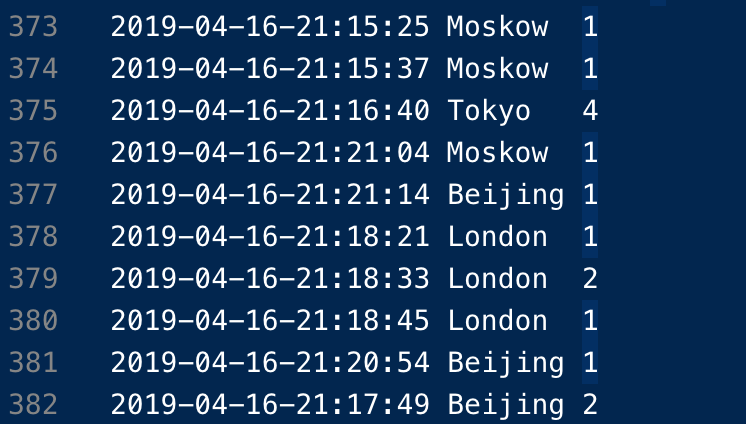 373 2019-04-16-21:15:25 Moskow 1
374 2019-04-16-21:15:37 Moskow 1
375 2019-04-16-21:16:40 Tokyo 4
376 2019-04-16-21:21:04 Moskow 1
377 2019-04-16-21:21:14 Beijing 1
378 2019-04-16-21:18:21 London 1
379 2019-04-16-21:18:33 London 2
380 2019-04-16-21:18:45 London 1
381 2019-04-16-21:20:54 Beijing 1
382 2019-04-16-21:17:49 Beijing 2